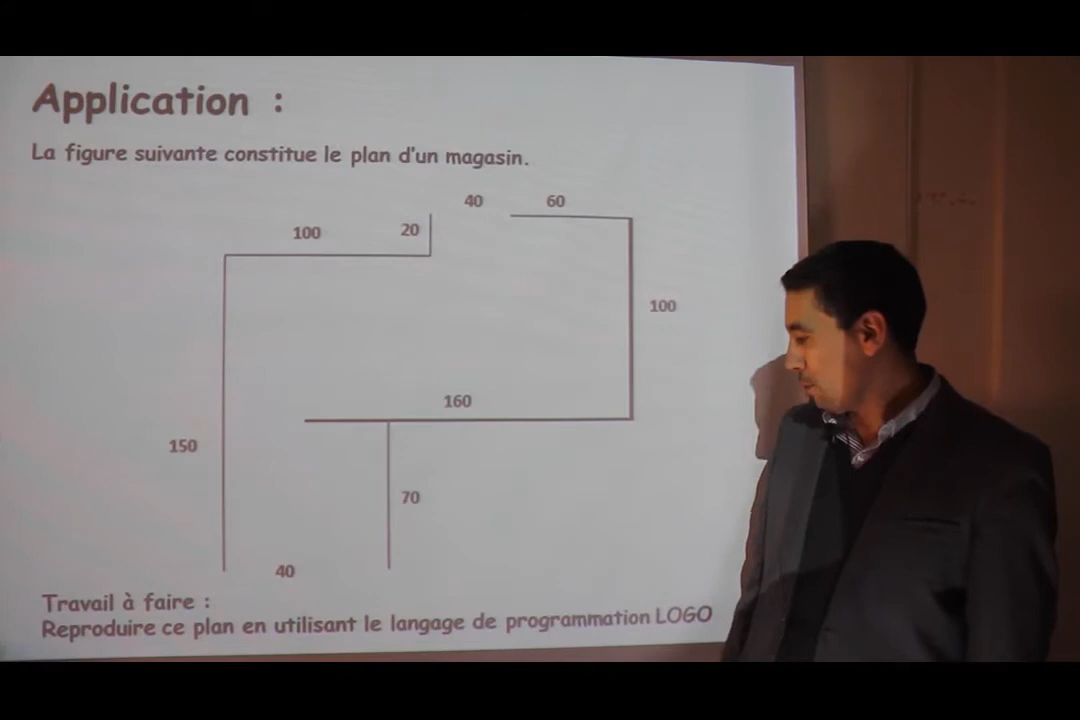 Application :
La figure suivante constitue le plan d'un magasin.
40 60
100 20
100
160
150
70
40
Travail à faire :
Reproduire ce plan en utilisant le langage de programmation LOGO